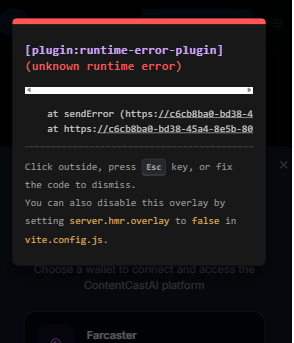 [plugin:runtime-error-plugin]
(unknown runtime error)
at sendError (https://c6cb8ba0-bd38-4
at https://c6cb8ba0-bd38-45a4-8e5b-80
Click outside, press Esc key, or fix
the code to dismiss.
You can also disable this overlay by
setting server.hmr.overlay to false in
vite.config.js.
Choose a wallet to connect and access the
ContentCastAI platform
Farcaster